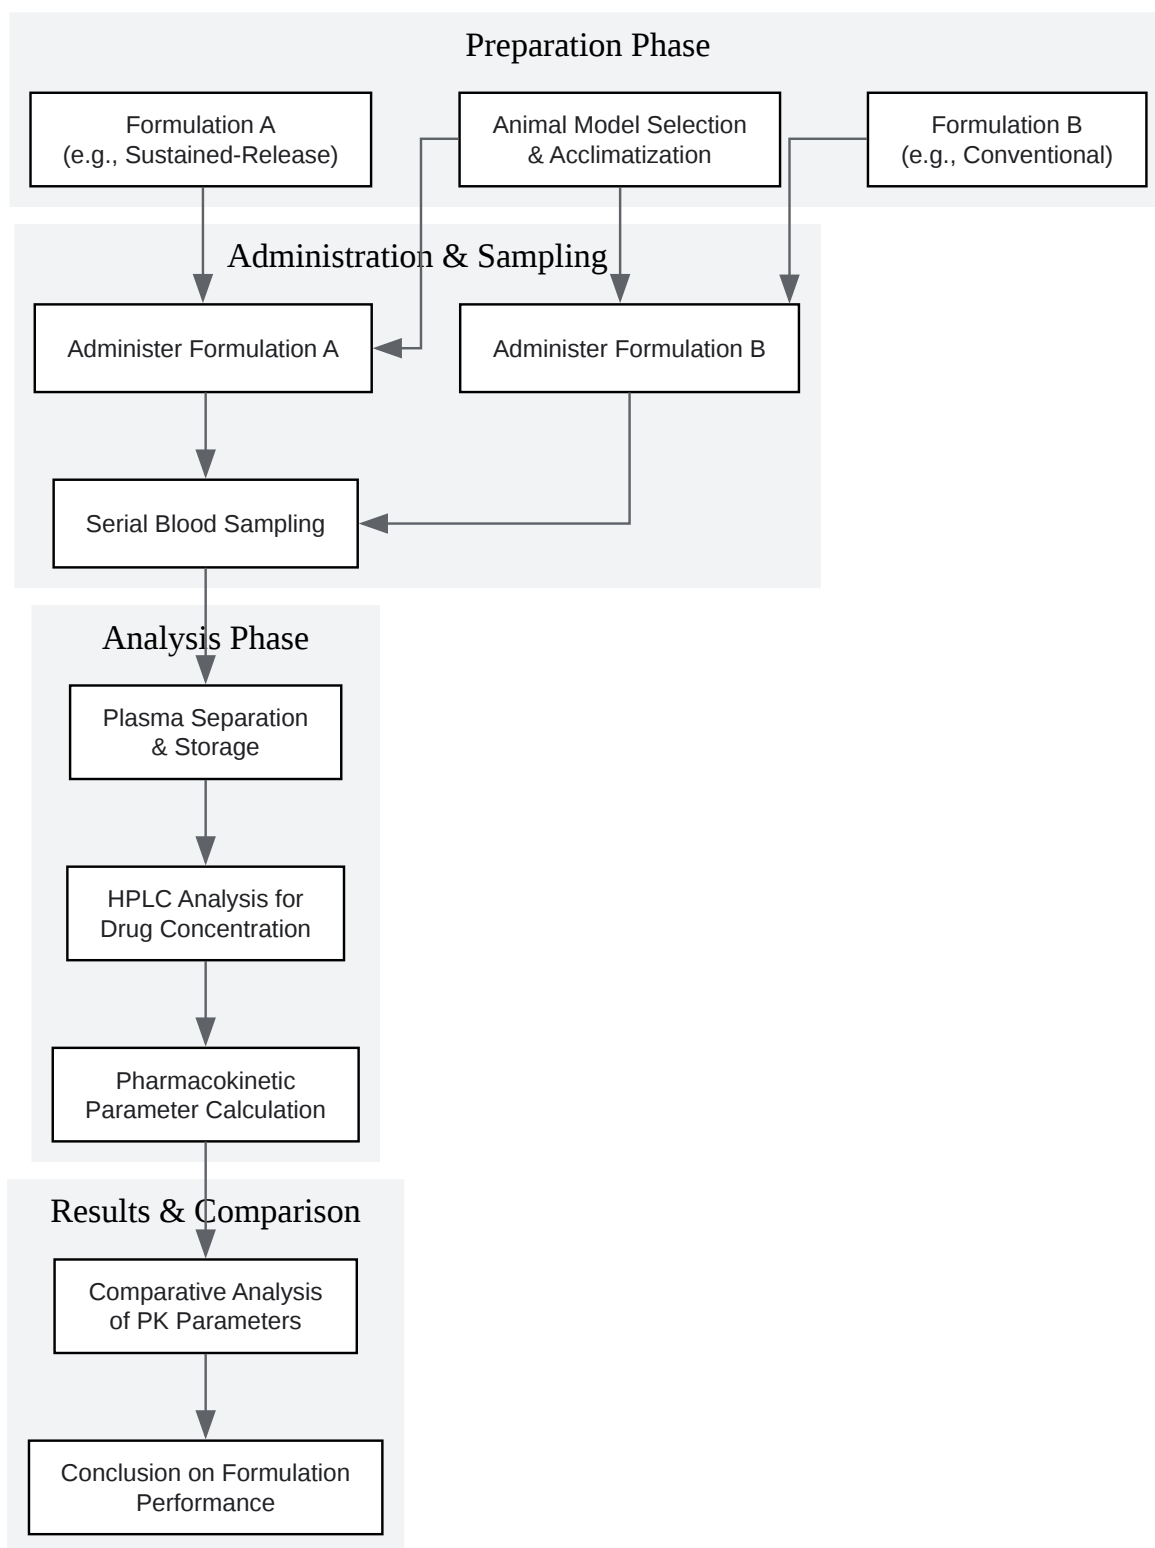 Preparation Phase
Formulation A
(e.g., Sustained-Release)
Animal Model Selection
& Acclimatization
Formulation B
(e.g., Conventional)
Administration & Sampling
Administer Formulation A
Administer Formulation B
Serial Blood Sampling
Analysis Phase
Plasma Separation
& Storage
HPLC Analysis for
Drug Concentration
Pharmacokinetic
Parameter Calculation
Results & Comparison
Comparative Analysis
of PK Parameters
Conclusion on Formulation
Performance